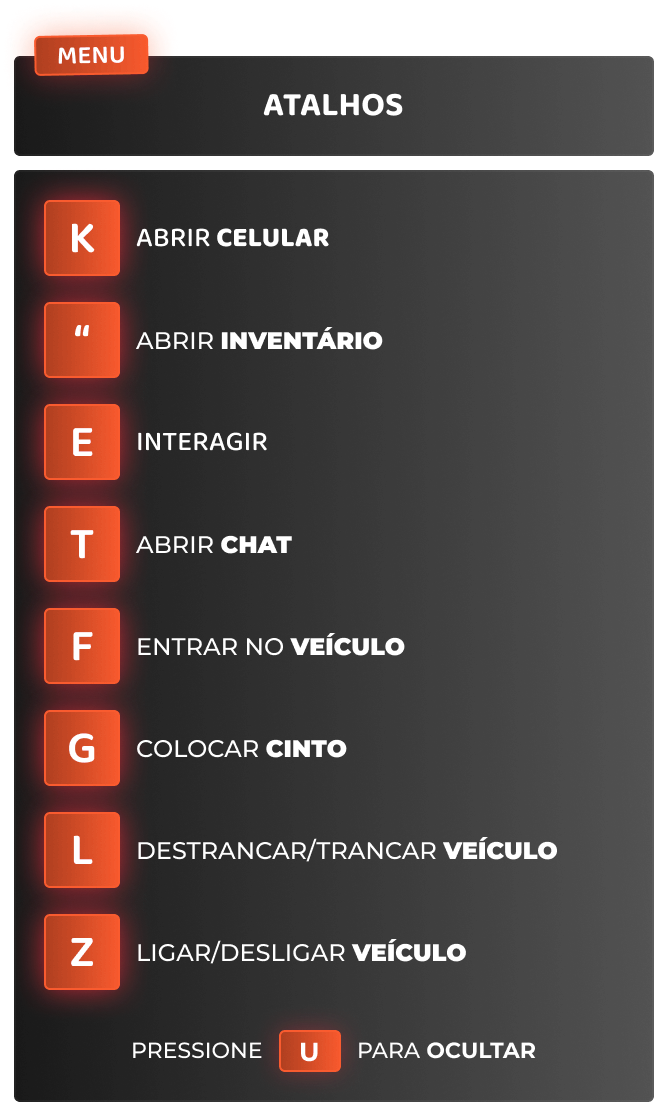 MENU
ATALHOS
K ABRIR CELULAR
“ ABRIR INVENTÁRIO
E INTERAGIR
T ABRIR CHAT
F ENTRAR NO VEÍCULO
G COLOCAR CINTO
L DESTRANCAR/TRANCAR VEÍCULO
Z LIGAR/DESLIGAR VEÍCULO
PRESSIONE U PARA OCULTAR